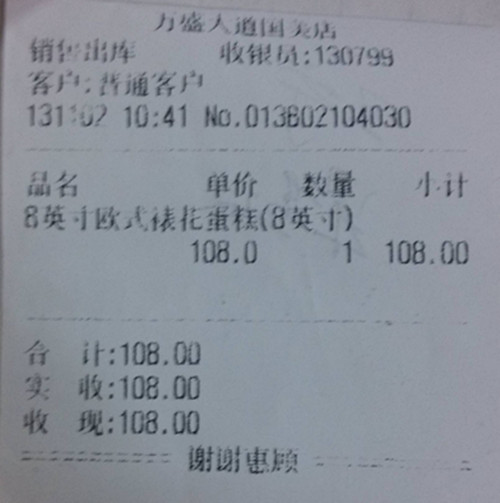 万盛大道国美店
销售出库 收银员:130799
客户:普通客户
131102 10:41 No.013B02104030
品名 单价 数量 小计
8英寸欧式裱花蛋糕(8英寸)
108.0 1 108.00
合 计:108.00
实 收:108.00
收 现:108.00
========== 谢谢惠顾 ==========